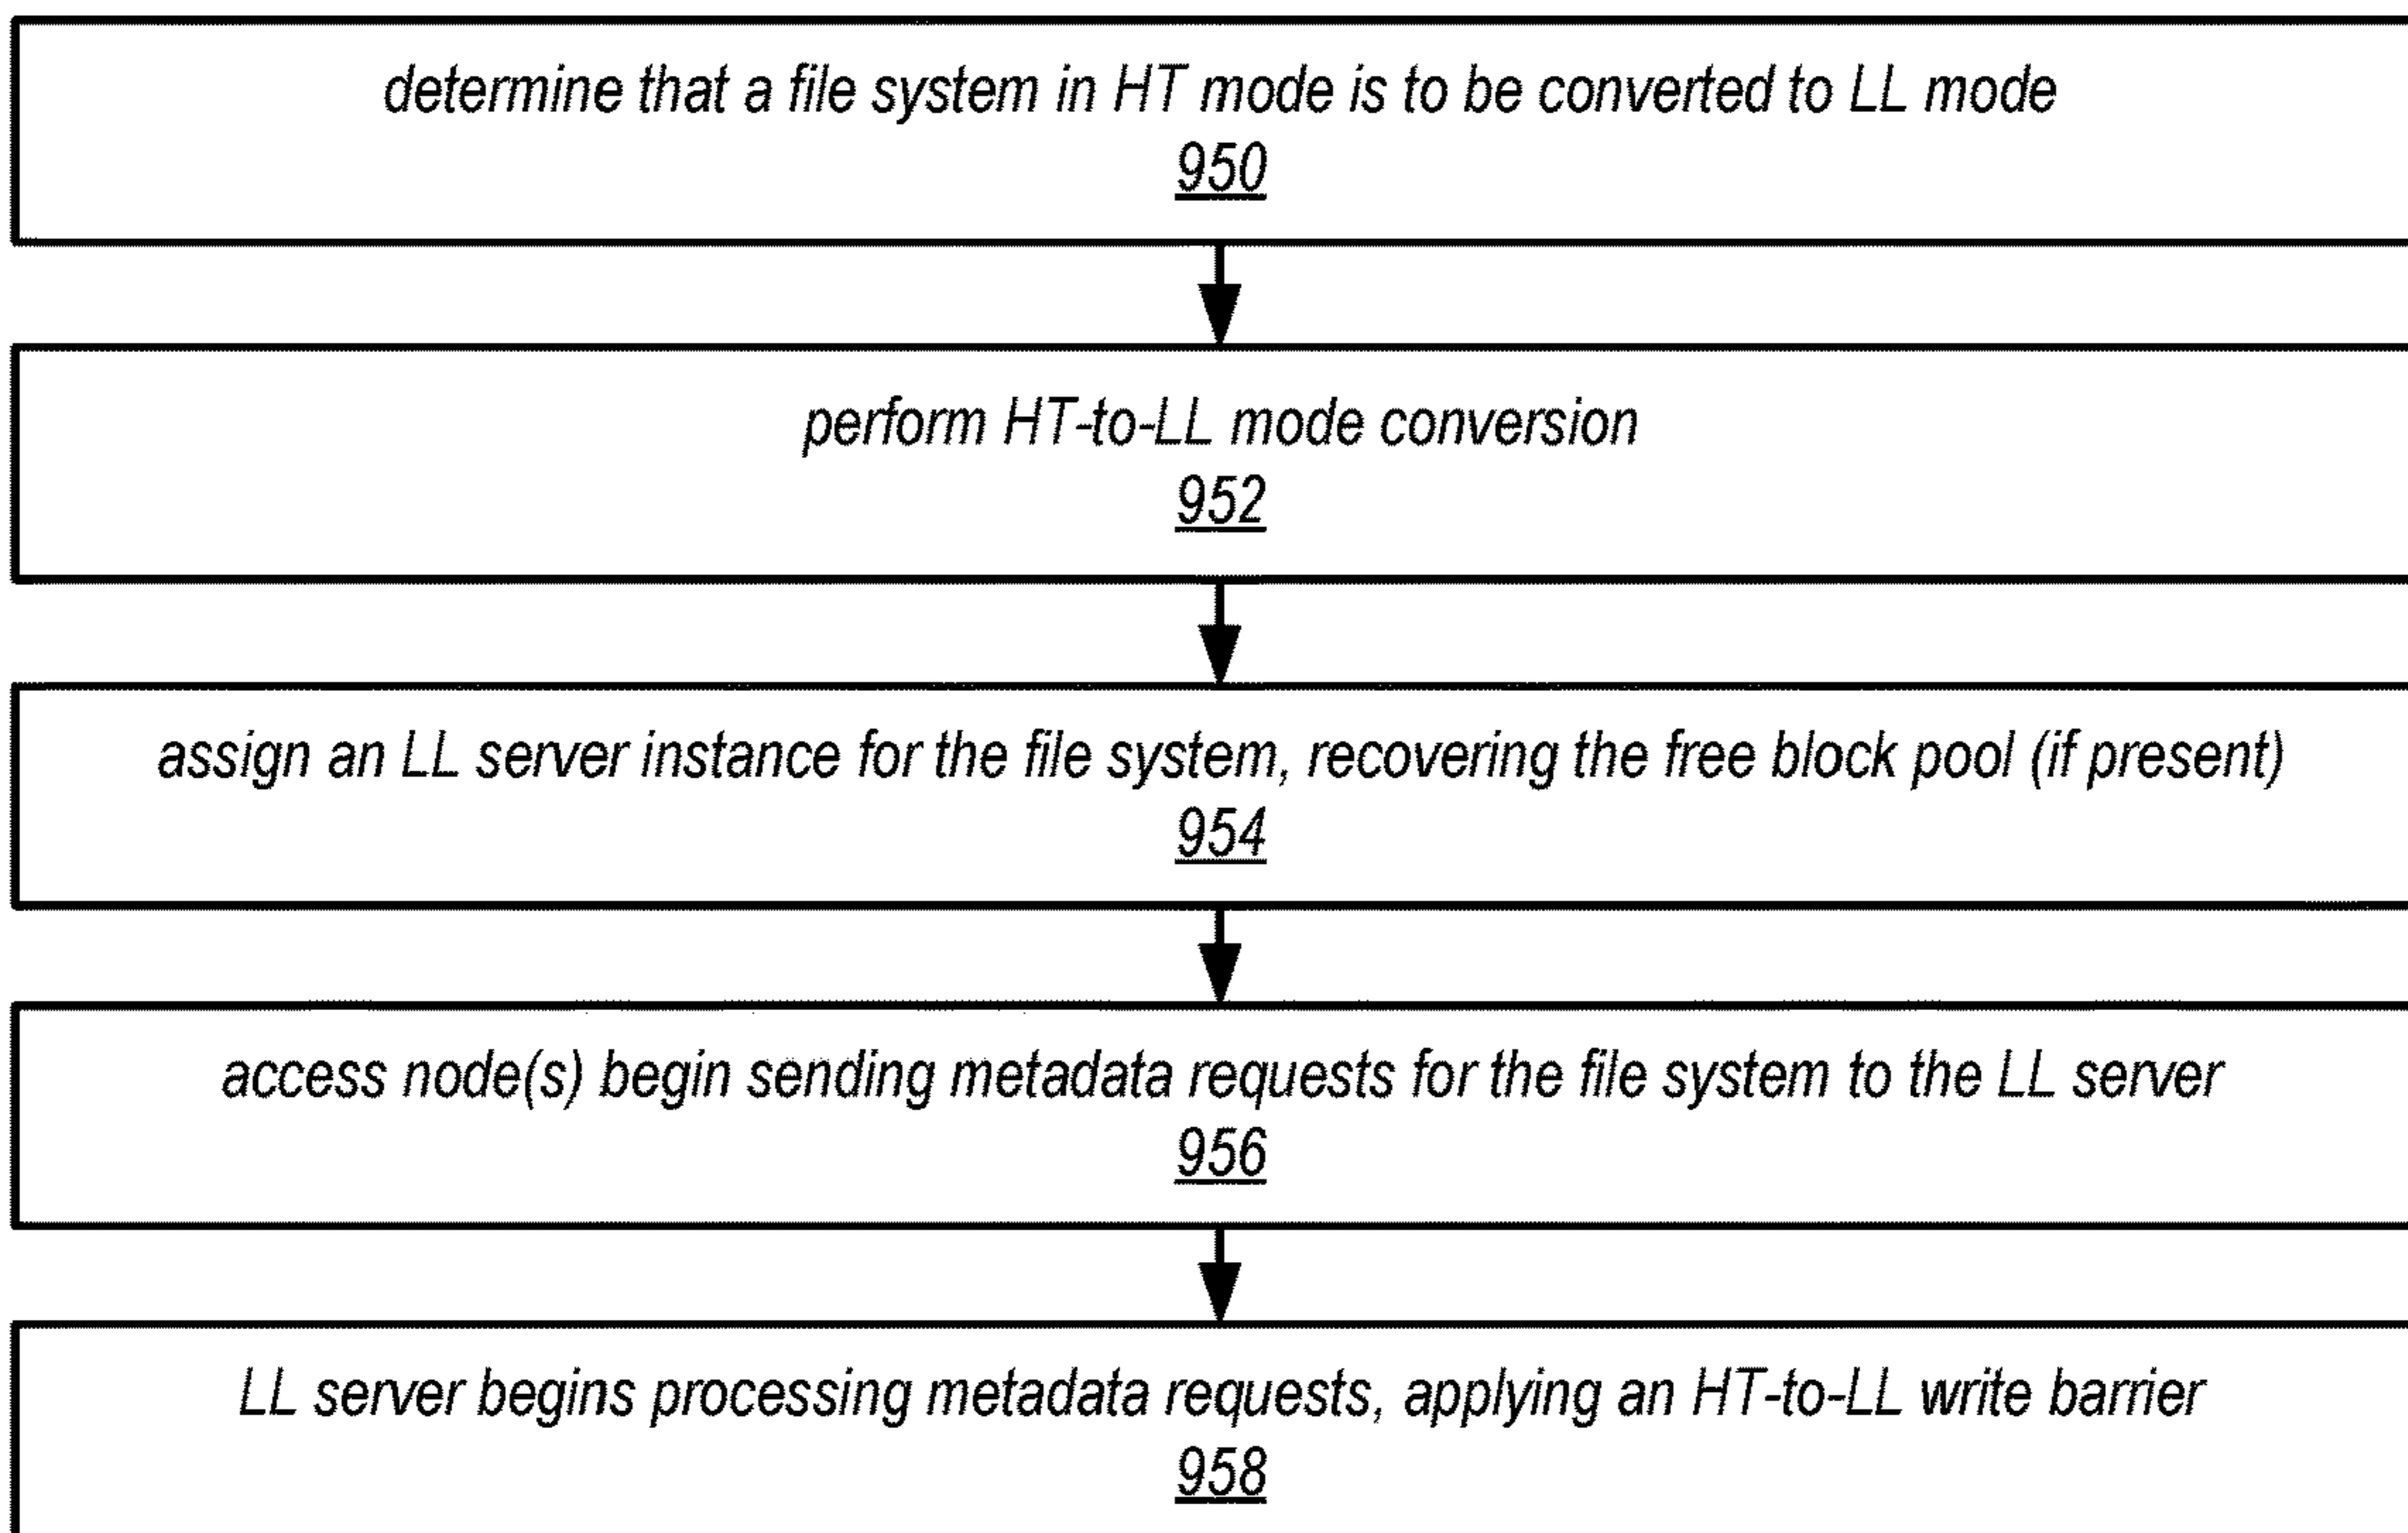 determine that a file system in HT mode is to be converted to LL mode
950
perform HT-to-LL mode conversion
952
assign an LL server instance for the file system, recovering the free block pool (if present)
954
access node(s) begin sending metadata requests for the file system to the LL server
956
LL server begins processing metadata requests, applying an HT-to-LL write barrier
958